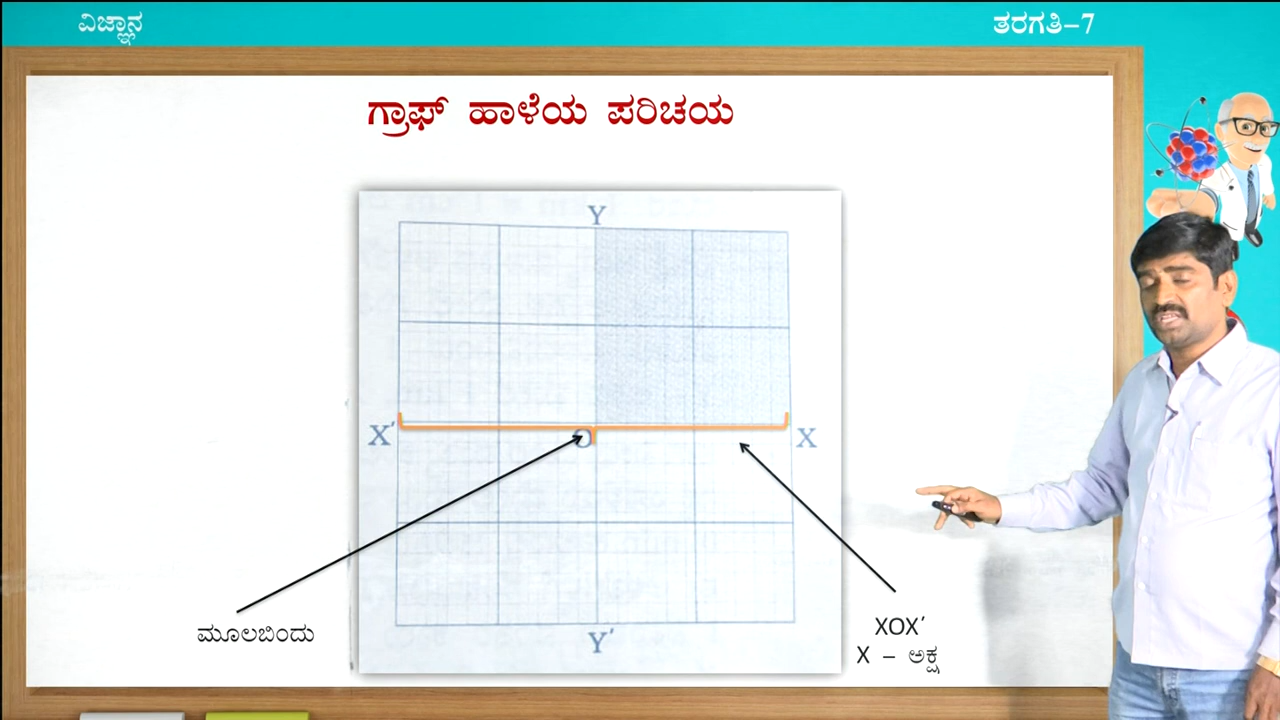 ವಿಜ್ಞಾನ
ತರಗತಿ–7
ಗ್ರಾಫ್ ಹಾಳೆಯ ಪರಿಚಯ
Y
X′
O
X
Y′
ಮೂಲಬಿಂದು
XOX′
X – ಅಕ್ಷ